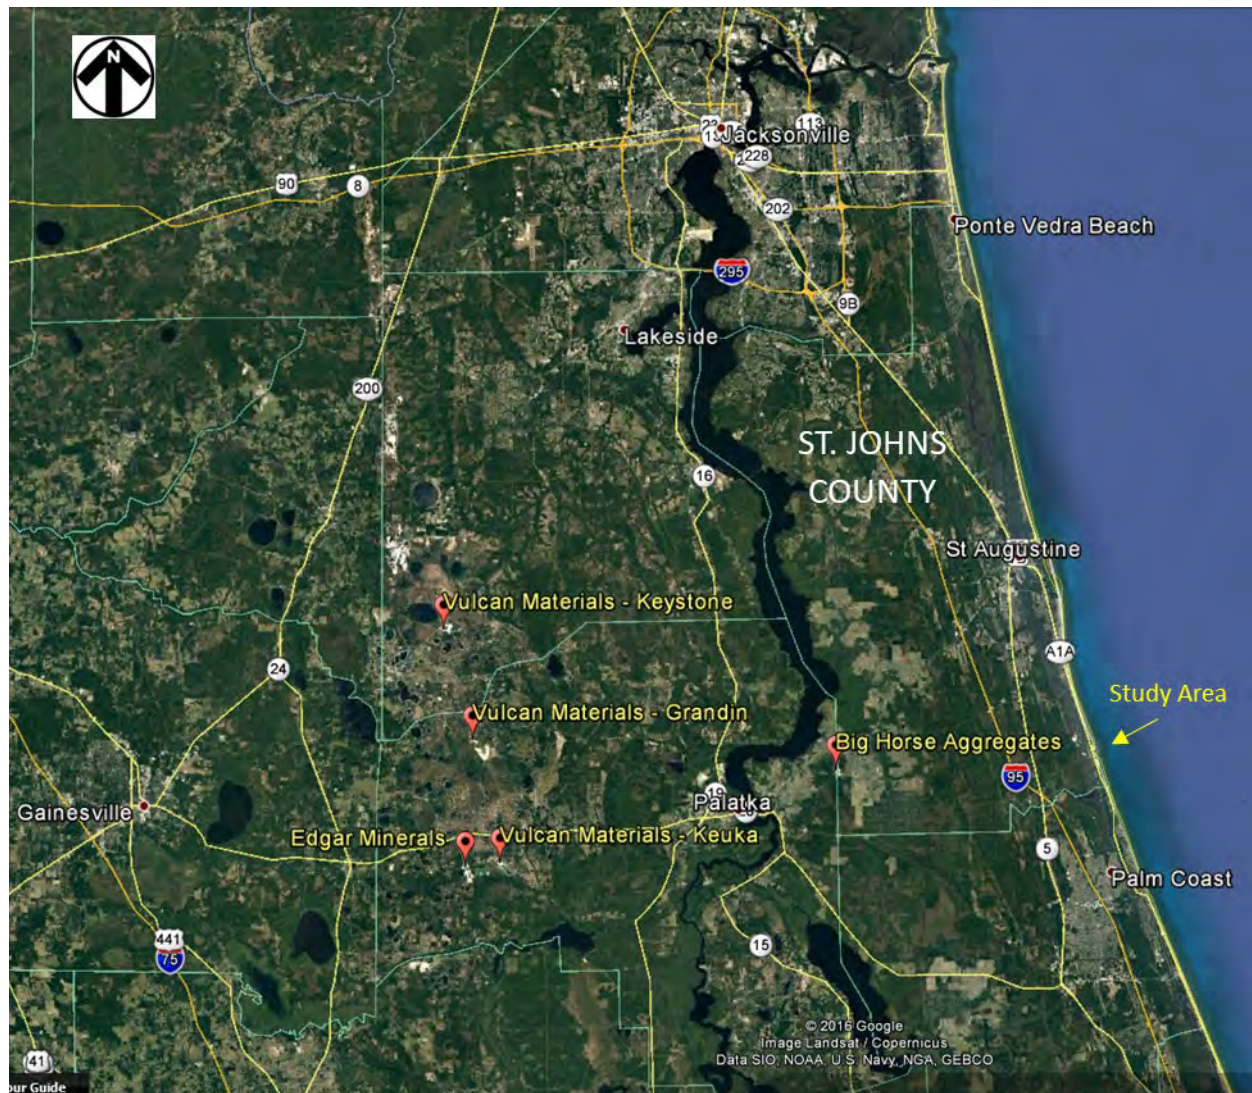 N
Jacksonville
113
228
90
8
202
Ponte Vedra Beach
295
9B
Lakeside
200
ST. JOHNS
COUNTY
16
St Augustine
Vulcan Materials - Keystone
A1A
24
Study Area
Vulcan Materials - Grandin
Big Horse Aggregates
95
19
Palatka
Gainesville
Edgar Minerals
Vulcan Materials - Keuka
5
Palm Coast
441
75
15
© 2016 Google
Image Landsat / Copernicus
Data SIO, NOAA, U.S. Navy, NGA, GEBCO
41
our Guide